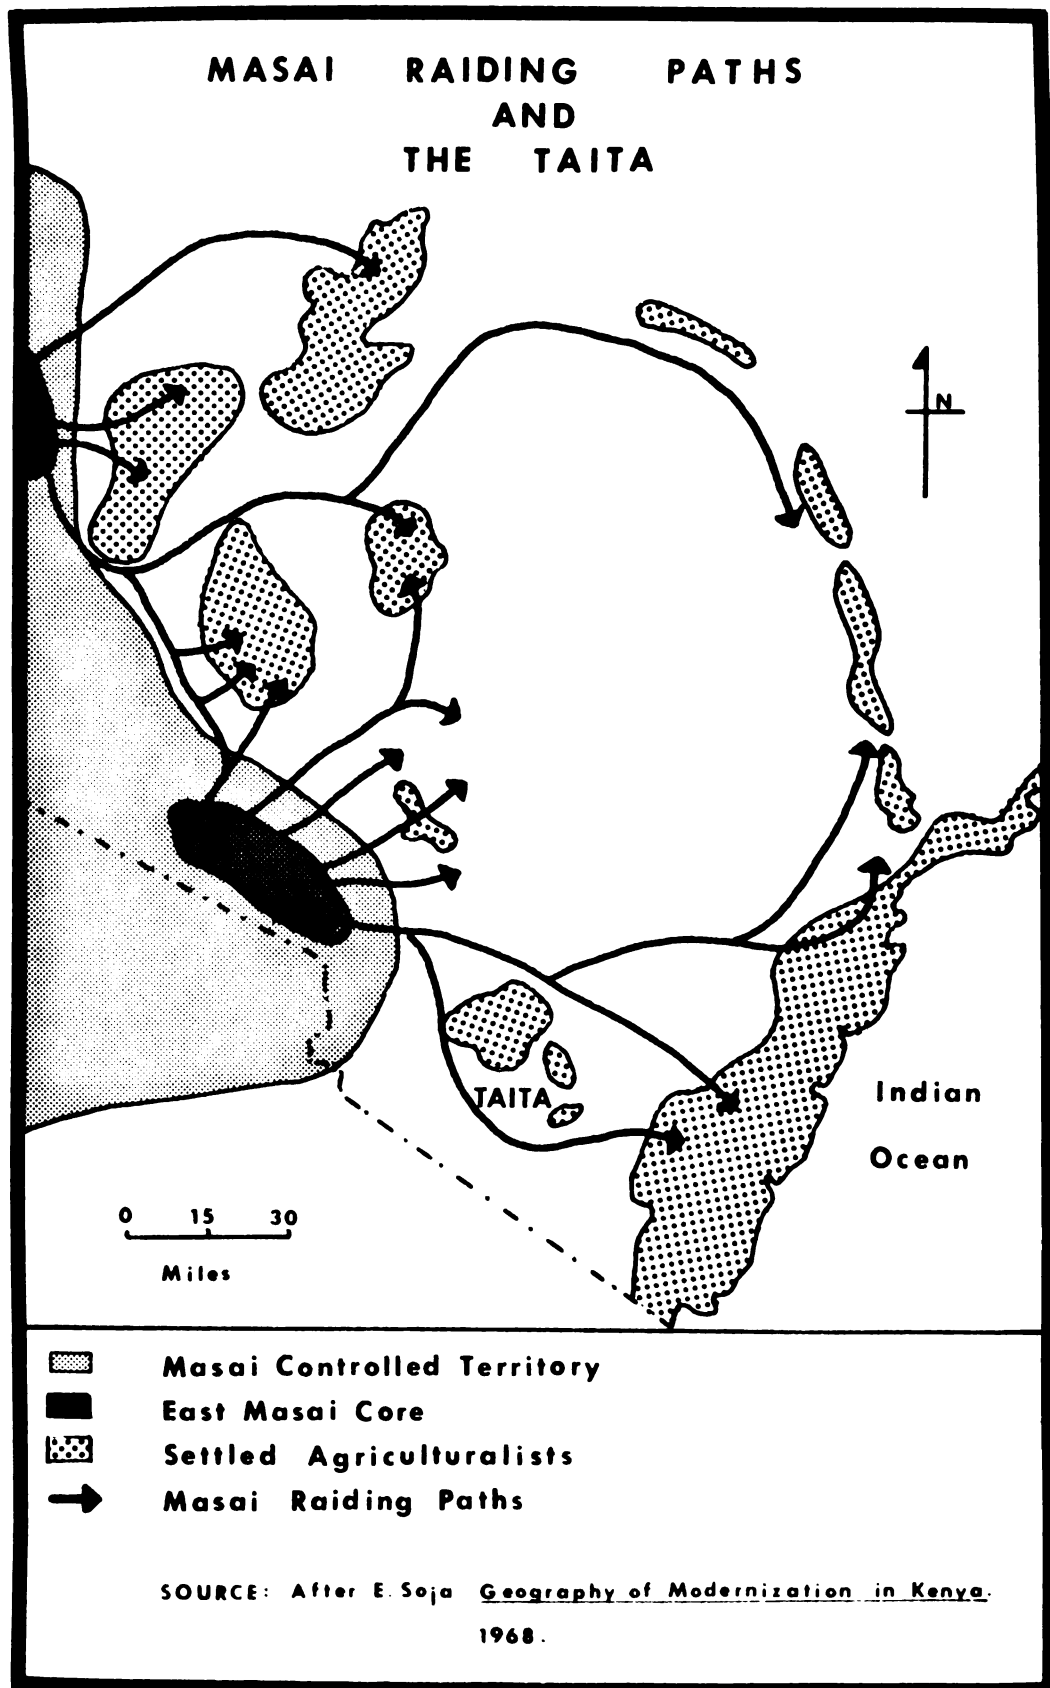 MASAI RAIDING PATHS
AND
THE TAITA
N
TAITA
Indian
Ocean
0 15 30
Miles
Masai Controlled Territory
East Masai Core
Settled Agriculturalists
Masai Raiding Paths
SOURCE: After E. Soja Geography of Modernization in Kenya.
1968.